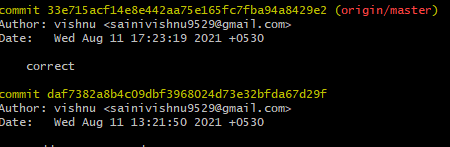 commit 33e715acf14e8e442aa75e165fc7fba94a8429e2 (origin/master)
Author: vishnu <sainivishnu9529@gmail.com>
Date: Wed Aug 11 13:23:19 2021 +0530
correct
commit daf7382a8b4c09dbf3968024d73e32bfda67d29f
Author: vishnu <sainivishnu9529@gmail.com>
Date: Wed Aug 11 13:21:50 2021 +0530